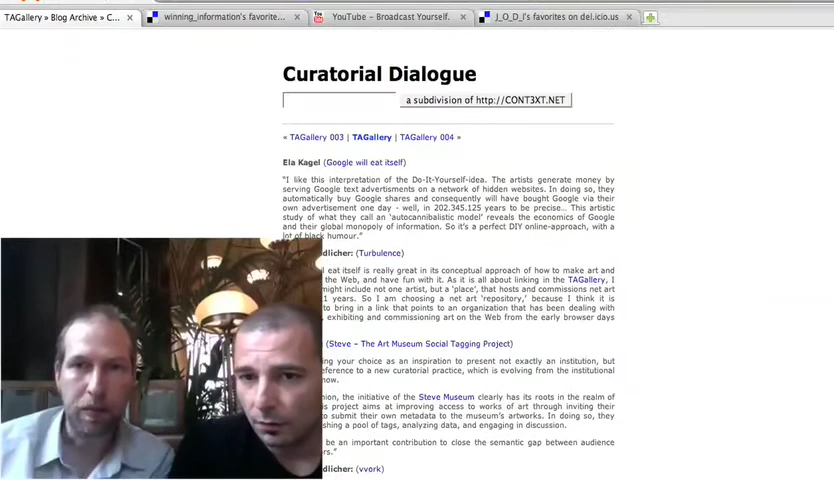 TAGallery » Blog Archive » C...
winning_information's favorite...
YouTube – Broadcast Yourself.
J_O_D_I's favorites on del.icio.us
Curatorial Dialogue
a subdivision of http://CONT3XT.NET
« TAGallery 003 | TAGallery | TAGallery 004 »
Ela Kagel (Google will eat itself)
"I like this interpretation of the Do-It-Yourself-idea. The artists generate money by
serving Google text advertisments on a network of hidden websites. In doing so, they
automatically buy Google shares and consequently will have bought Google via their
own advertisement one day - well, in 202.345.125 years to be precise... This artistic
study of what they call an 'autocannibalistic model' reveals the economics of Google
and their global monopoly of information. So it's a perfect DIY online-approach, with a
lot of black humour."
dlicher: (Turbulence)
eat itself is really great in its conceptual approach of how to make art and
the Web, and have fun with it. As it is all about linking in the TAGallery, I
might include not one artist, but a 'place', that hosts and commissions net art
1 years. So I am choosing a net art 'repository,' because I think it is
to bring in a link that points to an organization that has been dealing with
, exhibiting and commissioning art on the Web from the early browser days
(Steve – The Art Museum Social Tagging Project)
ing your choice as an inspiration to present not exactly an institution, but
eference to a new curatorial practice, which is evolving from the institutional
now.
nion, the initiative of the Steve Museum clearly has its roots in the realm of
is project aims at improving access to works of art through inviting their
to submit their own metadata to the museum's artworks. In doing so, they
shing a pool of tags, analyzing data, and engaging in discussion.
be an important contribution to close the semantic gap between audience
rs."
dlicher: (vvork)